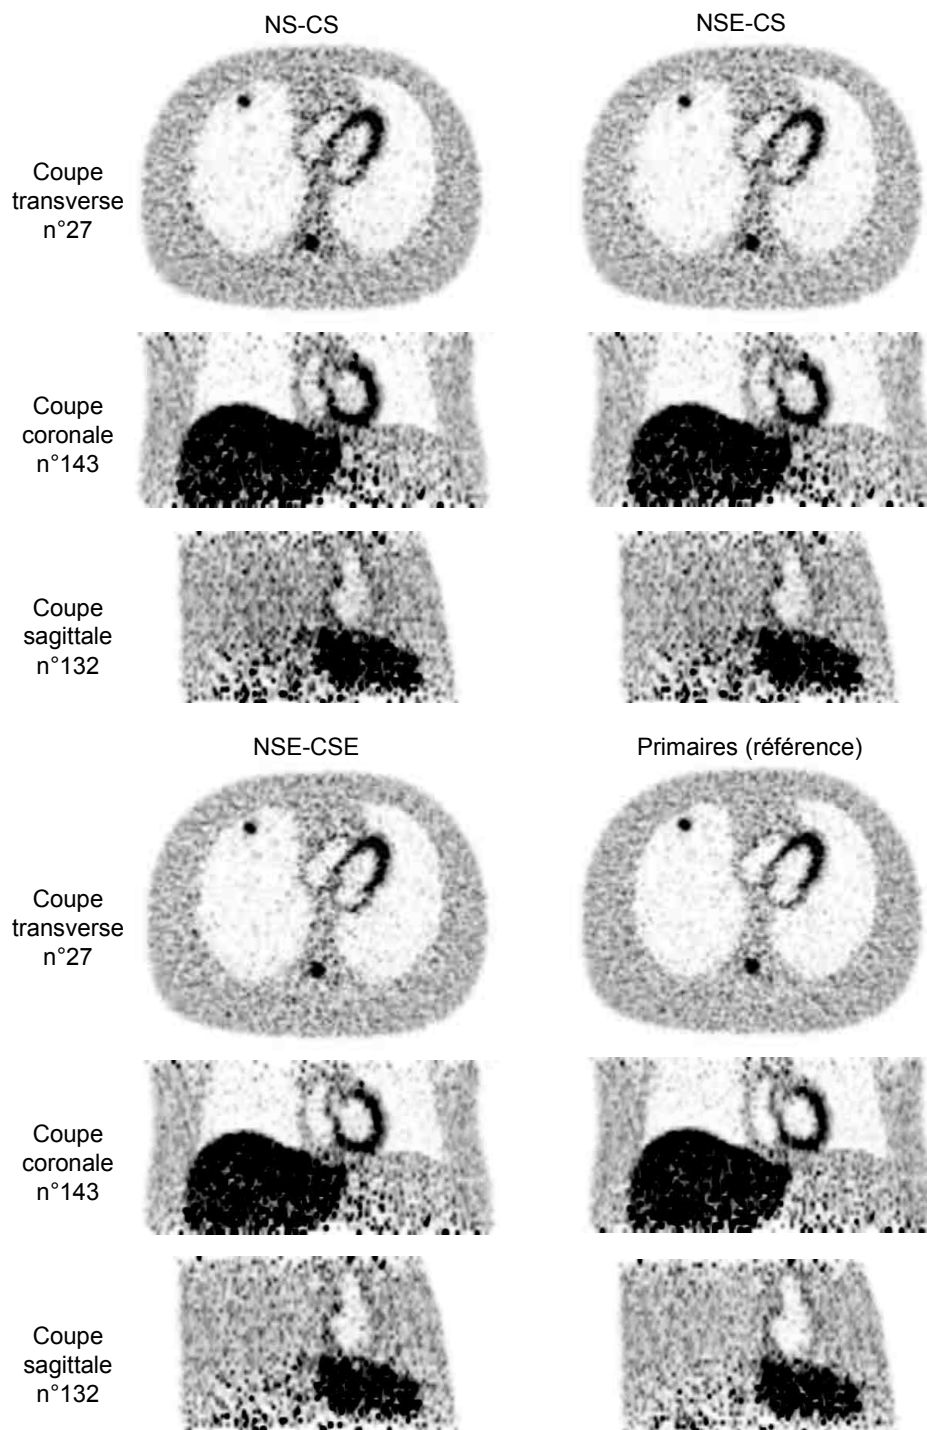 NS-CS
NSE-CS
Coupe
transverse
n°27
Coupe
coronale
n°143
Coupe
sagittale
n°132
NSE-CSE
Primaires (référence)
Coupe
transverse
n°27
Coupe
coronale
n°143
Coupe
sagittale
n°132